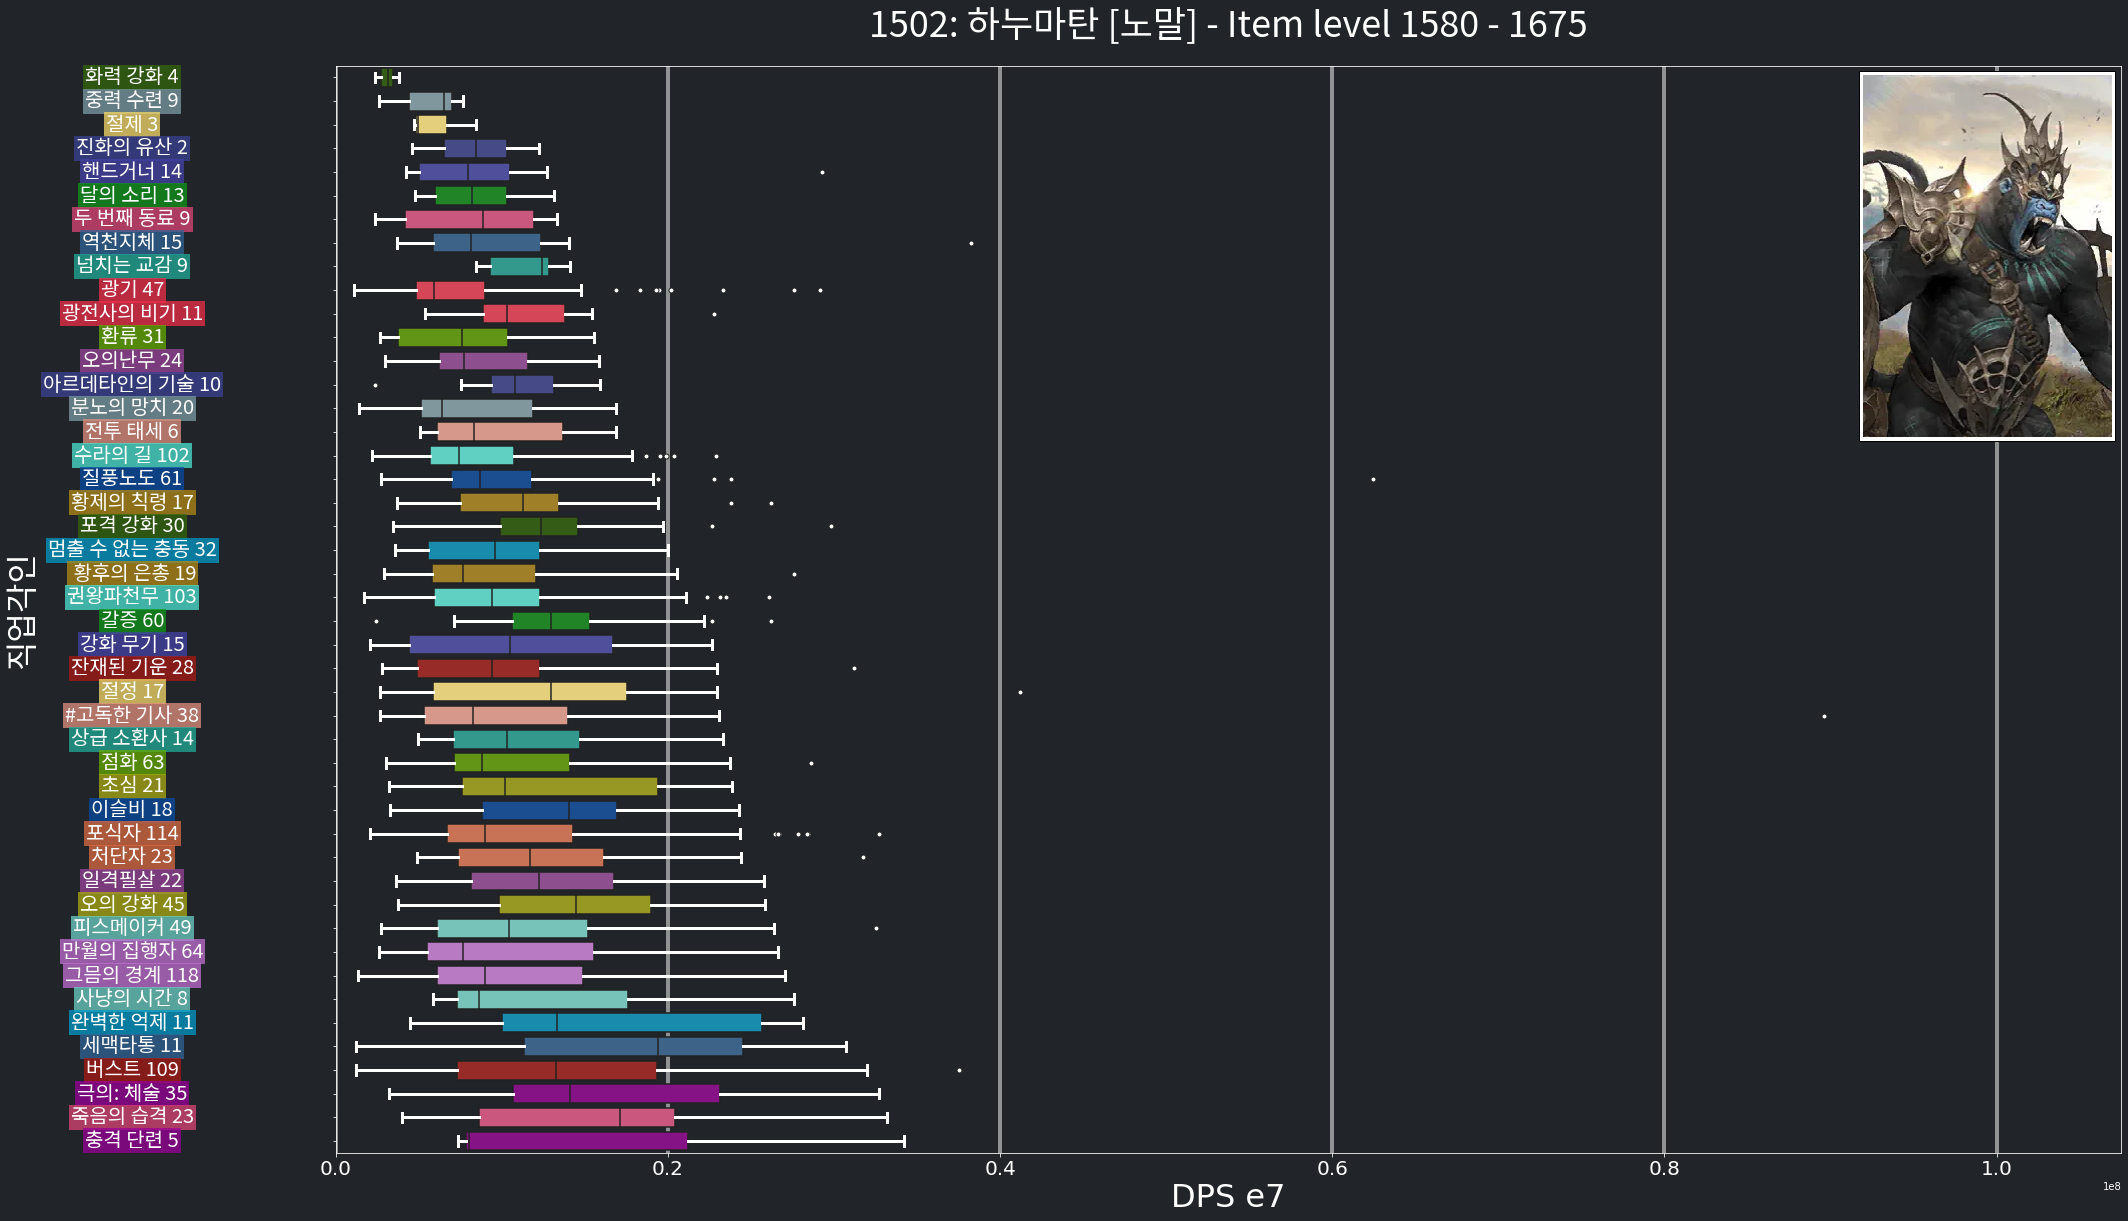 1502: 하누마탄 [노말] - Item level 1580 - 1675
화력 강화 4
중력 수련 9
절제 3
진화의 유산 2
핸드거너 14
달의 소리 13
두 번째 동료 9
역천지체 15
넘치는 교감 9
광기 47
광전사의 비기 11
환류 31
오의난무 24
아르데타인의 기술 10
분노의 망치 20
전투 태세 6
수라의 길 102
질풍노도 61
황제의 칙령 17
포격 강화 30
멈출 수 없는 충동 32
황후의 은총 19
권왕파천무 103
갈증 60
강화 무기 15
잔재된 기운 28
절정 17
#고독한 기사 38
상급 소환사 14
점화 63
초심 21
이슬비 18
포식자 114
처단자 23
일격필살 22
오의 강화 45
피스메이커 49
만월의 집행자 64
그믐의 경계 118
사냥의 시간 8
완벽한 억제 11
세맥타통 11
버스트 109
극의: 체술 35
죽음의 습격 23
충격 단련 5
직업각인
0.0 0.2 0.4 0.6 0.8 1.0
1e8
DPS e7